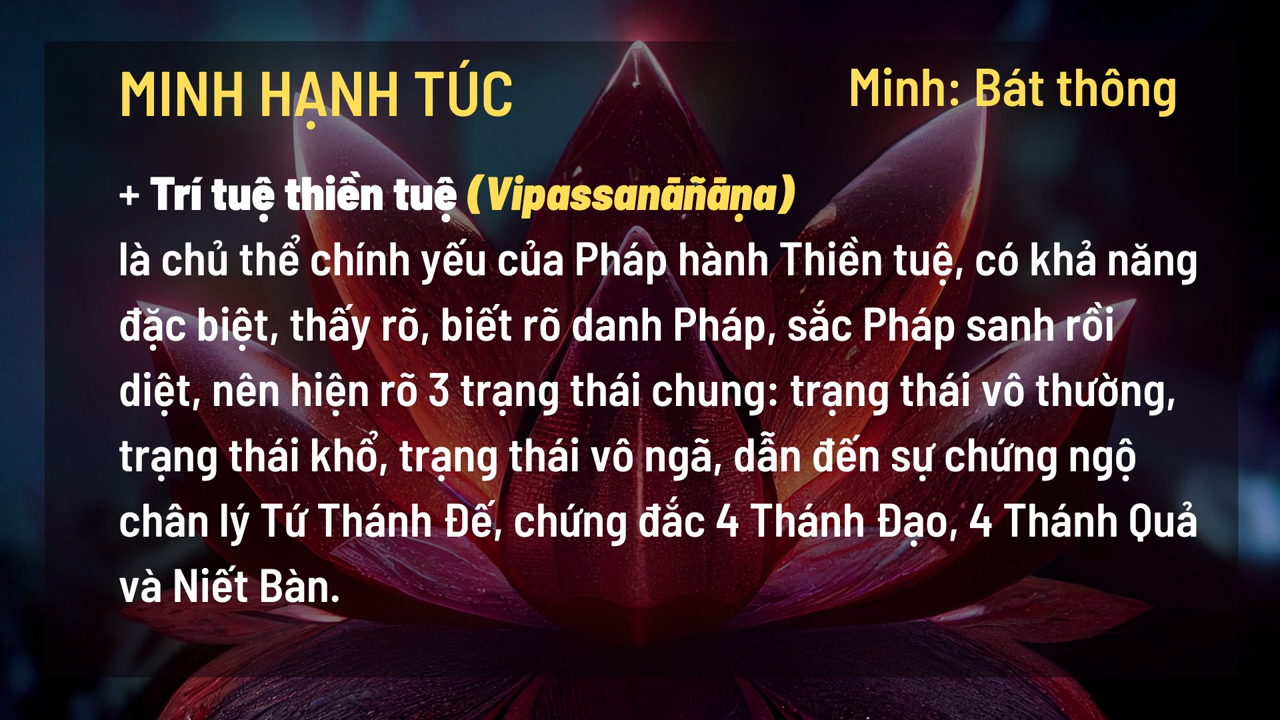 MINH HẠNH TÚC
Minh: Bát thông
+ Trí tuệ thiền tuệ (Vipassanāñāṇa)
là chủ thể chính yếu của Pháp hành Thiền tuệ, có khả năng
đặc biệt, thấy rõ, biết rõ danh Pháp, sắc Pháp sanh rồi
diệt, nên hiện rõ 3 trạng thái chung: trạng thái vô thường,
trạng thái khổ, trạng thái vô ngã, dẫn đến sự chứng ngộ
chân lý Tứ Thánh Đế, chứng đắc 4 Thánh Đạo, 4 Thánh Quả
và Niết Bàn.